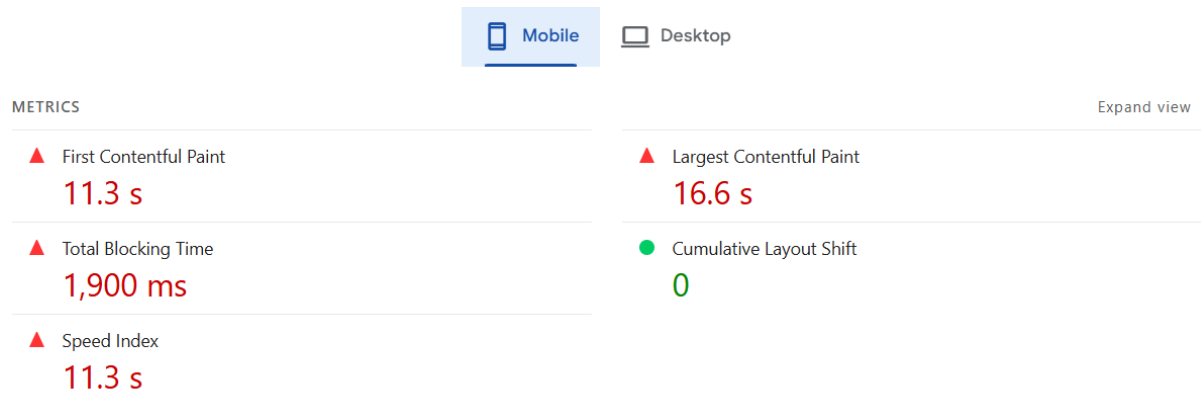 Mobile
Desktop
METRICS
Expand view
First Contentful Paint
11.3 s
Largest Contentful Paint
16.6 s
Total Blocking Time
1,900 ms
Cumulative Layout Shift
0
Speed Index
11.3 s